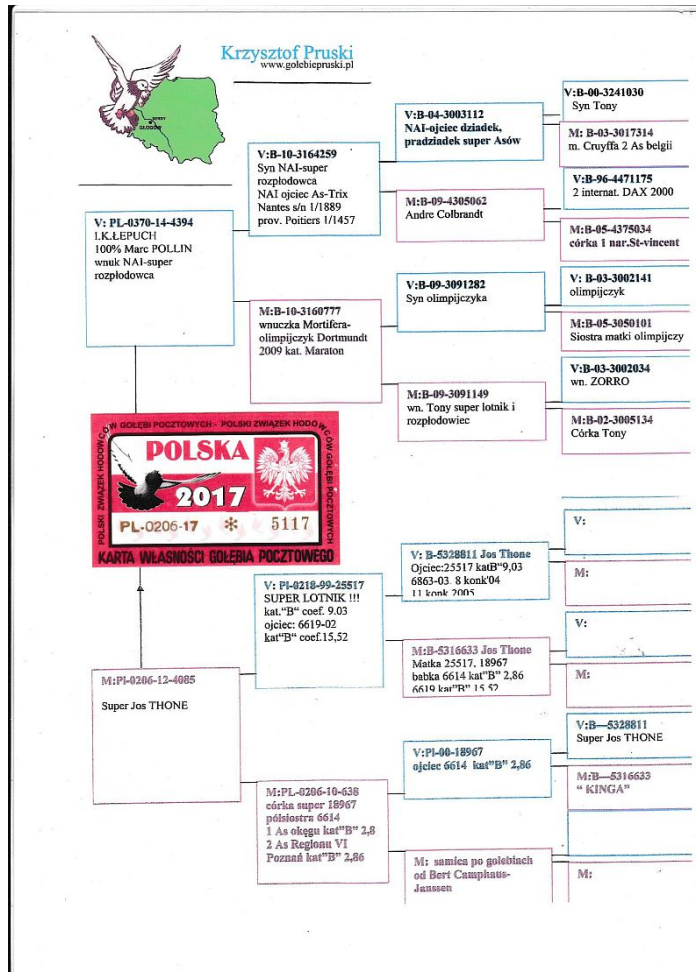 Krzysztof Pruski
www.golebiepruski.pl
GŁOGÓW
V: PL-0370-14-4394
I.K.ŁEPUCH
100% Marc POLLIN
wnuk NAI-super
rozpłodowca
V:B-10-3164259
Syn NAI-super
rozpłodowca
NAI ojciec As-Trix
Nantes s/n 1/1889
prov. Poitiers 1/1457
M:B-10-3160777
wnuczka Mortifera-
olimpijczyk Dortmundt
2009 kat. Maraton
V:B-04-3003112
NAI-ojciec dziadek,
pradziadek super Asów
M:B-09-4305062
Andre Colbrandt
V:B-09-3091282
Syn olimpijczyka
M:B-09-3091149
wn. Tony super lotnik i
rozpłodowiec
V:B-00-3241030
Syn Tony
M: B-03-3017314
m. Cruyffa 2 As belgii
V:B-96-4471175
2 internat. DAX 2000
M:B-05-4375034
córka 1 nar.St-vincent
V: B-03-3002141
olimpijczyk
M:B-05-3050101
Siostra matki olimpijczy
V:B-03-3002034
wn. ZORRO
M:B-02-3005134
Córka Tony
POLSKI ZWIĄZEK HODOWCÓW GOŁĘBI POCZTOWYCH - POLSKI ZWIĄZEK HODOWCÓW GOŁĘBI POCZTOWYCH
POLSKA
2017
PL-0206-17 * 5117
KARTA WŁASNOŚCI GOŁĘBIA POCZTOWEGO
M:Pl-0206-12-4085
Super Jos THONE
V: Pl-0218-99-25517
SUPER LOTNIK !!!
kat."B" coef. 9.03
ojciec: 6619-02
kat"B" coef.15,52
M:PL-0206-10-638
córka super 18967
półsiostra 6614
1 As okęgu kat"B" 2,8
2 As Regionu VI
Poznań kat"B" 2,86
V: B-5328811 Jos Thone
Ojciec:25517 katB"9,03
6863-03. 8 konk'04
11 konk 2005
M:B-5316633 Jos Thone
Matka 25517, 18967
babka 6614 kat"B" 2,86
6619 kat"B" 15,52
V:Pl-00-18967
ojciec 6614 kat"B" 2,86
M: samica po golebiach
od Bert Camphaus-
Janssen
V:
M:
V:
M:
V:B—5328811
Super Jos THONE
M:B—5316633
" KINGA"
M: